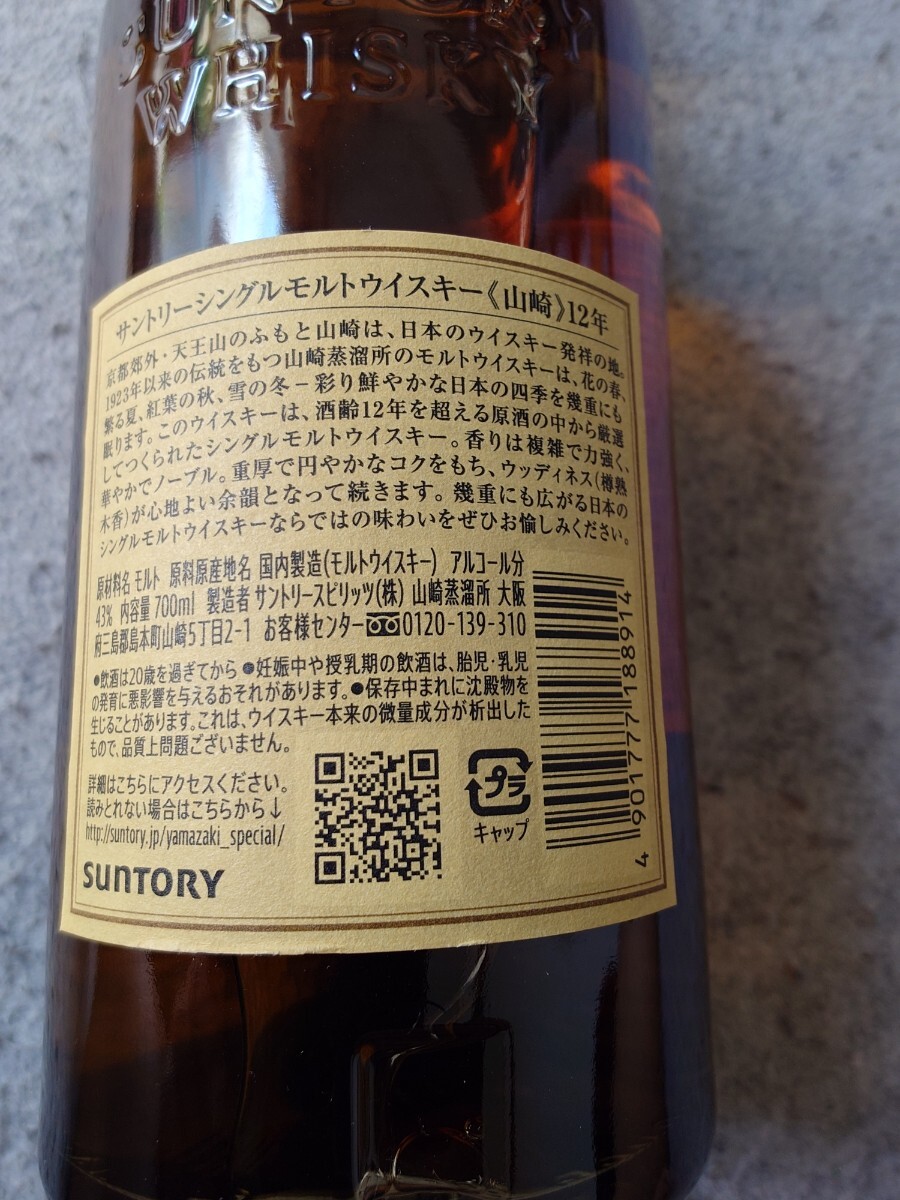 SUNTORY
WHISKY
サントリーシングルモルトウイスキー《山崎》12年
京都郊外・天王山のふもと山崎は、日本のウイスキー発祥の地。
1923年以来の伝統をもつ山崎蒸溜所のモルトウイスキーは、花の春、
繁る夏、紅葉の秋、雪の冬−彩り鮮やかな日本の四季を幾重にも
眠ります。このウイスキーは、酒齢12年を超える原酒の中から厳選
してつくられたシングルモルトウイスキー。香りは複雑で力強く、
華やかでノーブル。重厚で円やかなコクをもち、ウッディネス(樽熟
木香)が心地よい余韻となって続きます。幾重にも広がる日本の
シングルモルトウイスキーならではの味わいをぜひお愉しみください。
原材料名 モルト 原料原産地名 国内製造(モルトウイスキー) アルコール分
43% 内容量 700ml 製造者 サントリースピリッツ(株) 山崎蒸溜所 大阪
府三島郡島本町山崎5丁目2-1 お客様センター 0120-139-310
●飲酒は20歳を過ぎてから ●妊娠中や授乳期の飲酒は、胎児・乳児
の発育に悪影響を与えるおそれがあります。●保存中まれに沈殿物を
生じることがあります。これは、ウイスキー本来の微量成分が析出した
もので、品質上問題ございません。
詳細はこちらにアクセスください。
読みとれない場合はこちらから↓
http://suntory.jp/yamazaki_special/
SUNTORY
プラ
キャップ
4 901777 188914